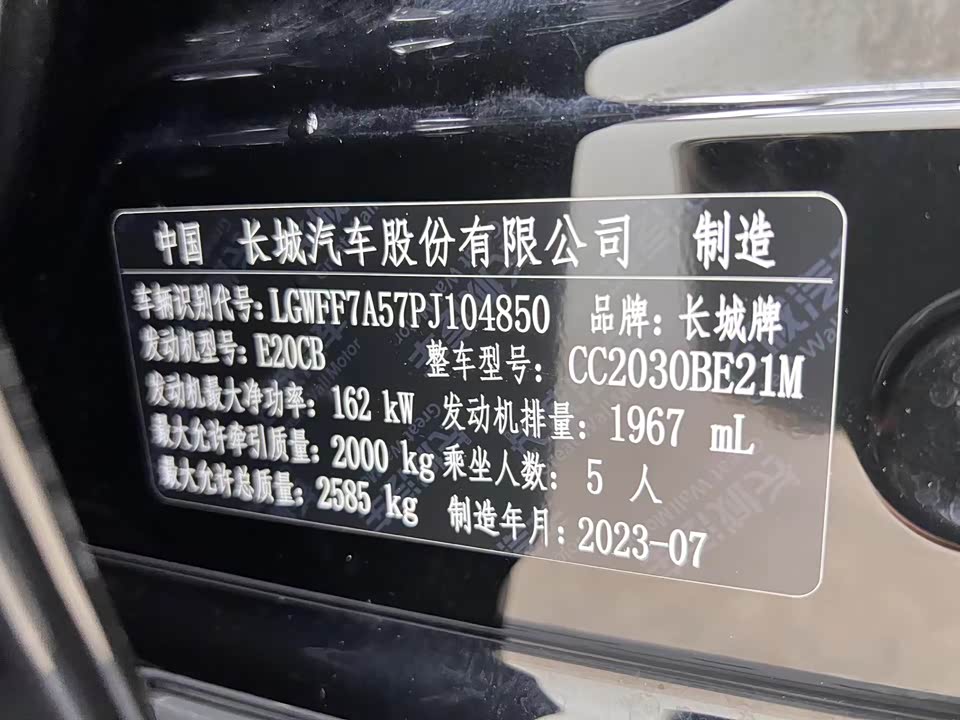 中国 长城汽车股份有限公司 制造
车辆识别代号: LGWFF7A57PJ104850 品牌: 长城牌
发动机型号: E20CB 整车型号: CC2030BE21M
发动机最大净功率: 162 kW 发动机排量: 1967 mL
最大允许牵引质量: 2000 kg 乘坐人数: 5 人
最大允许总质量: 2585 kg 制造年月: 2023-07